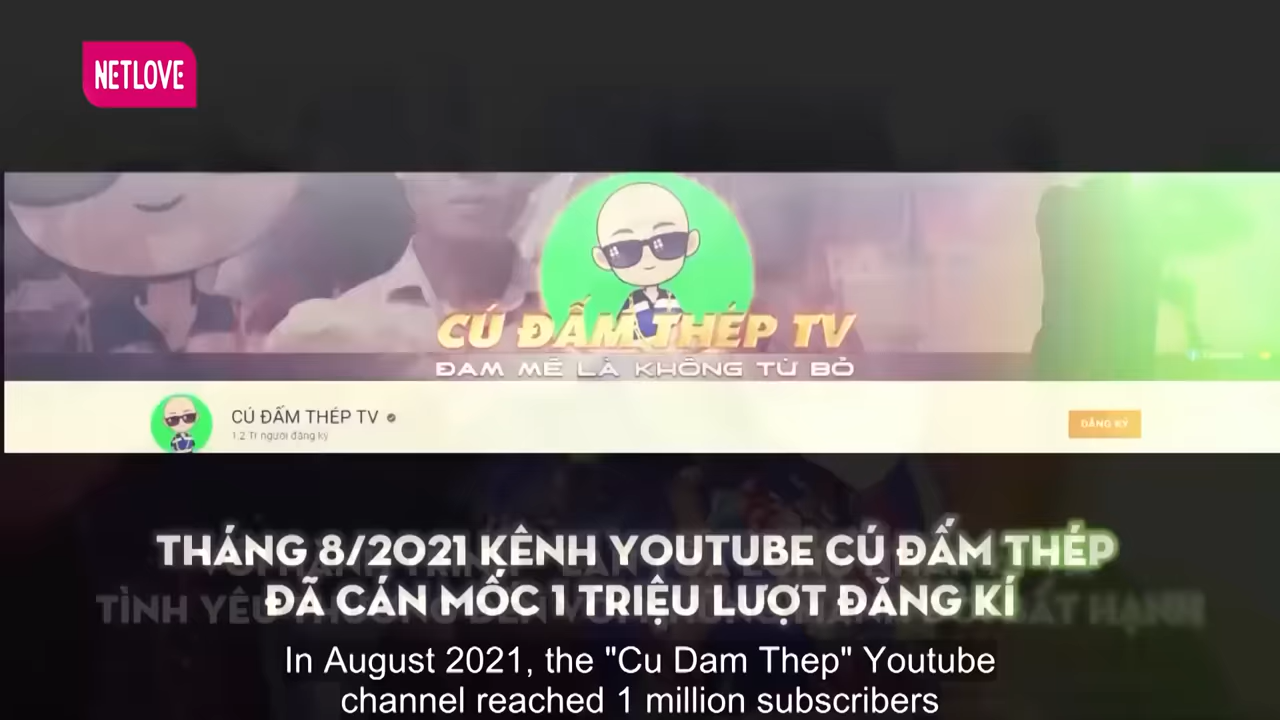 NETLOVE
CÚ ĐẤM THÉP TV
ĐAM MÊ LÀ KHÔNG TỪ BỎ
CÚ ĐẤM THÉP TV
1,2 Tr người đăng ký
ĐĂNG KÝ
THÁNG 8/2021 KÊNH YOUTUBE CÚ ĐẤM THÉP
ĐÃ CÁN MỐC 1 TRIỆU LƯỢT ĐĂNG KÍ
In August 2021, the "Cu Dam Thep" Youtube
channel reached 1 million subscribers